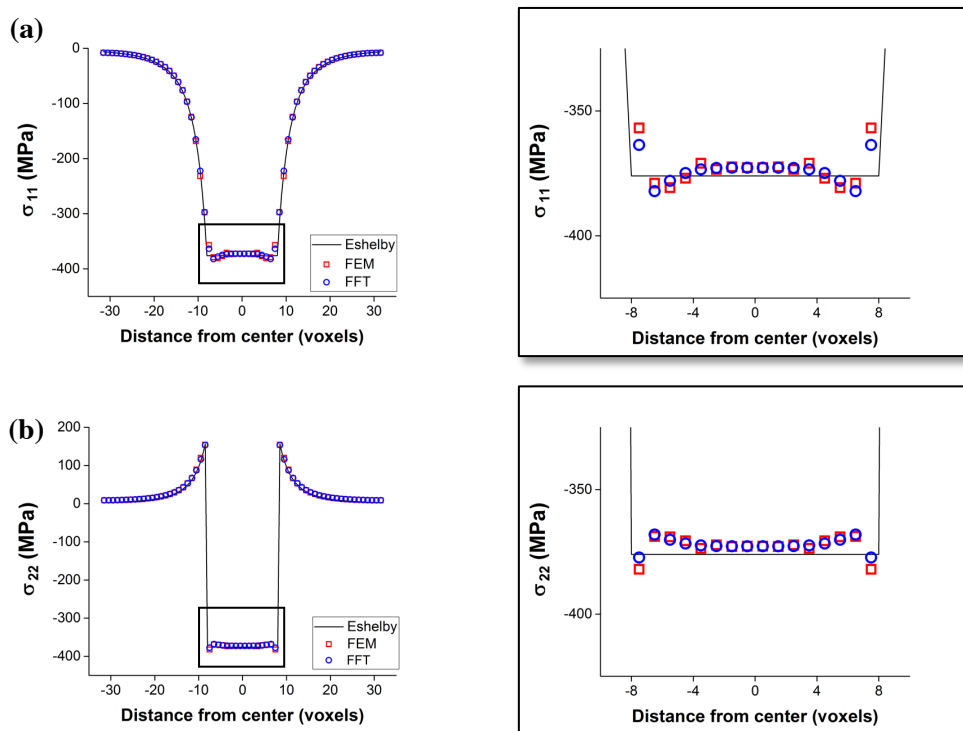 (a)
σ11 (MPa)
0
-100
-200
-300
-400
-30 -20 -10 0 10 20 30
Distance from center (voxels)
Eshelby
FEM
FFT
σ11 (MPa)
-350
-400
-8 -4 0 4 8
Distance from center (voxels)
(b)
σ22 (MPa)
200
100
0
-100
-200
-300
-400
-30 -20 -10 0 10 20 30
Distance from center (voxels)
Eshelby
FEM
FFT
σ22 (MPa)
-350
-400
-8 -4 0 4 8
Distance from center (voxels)